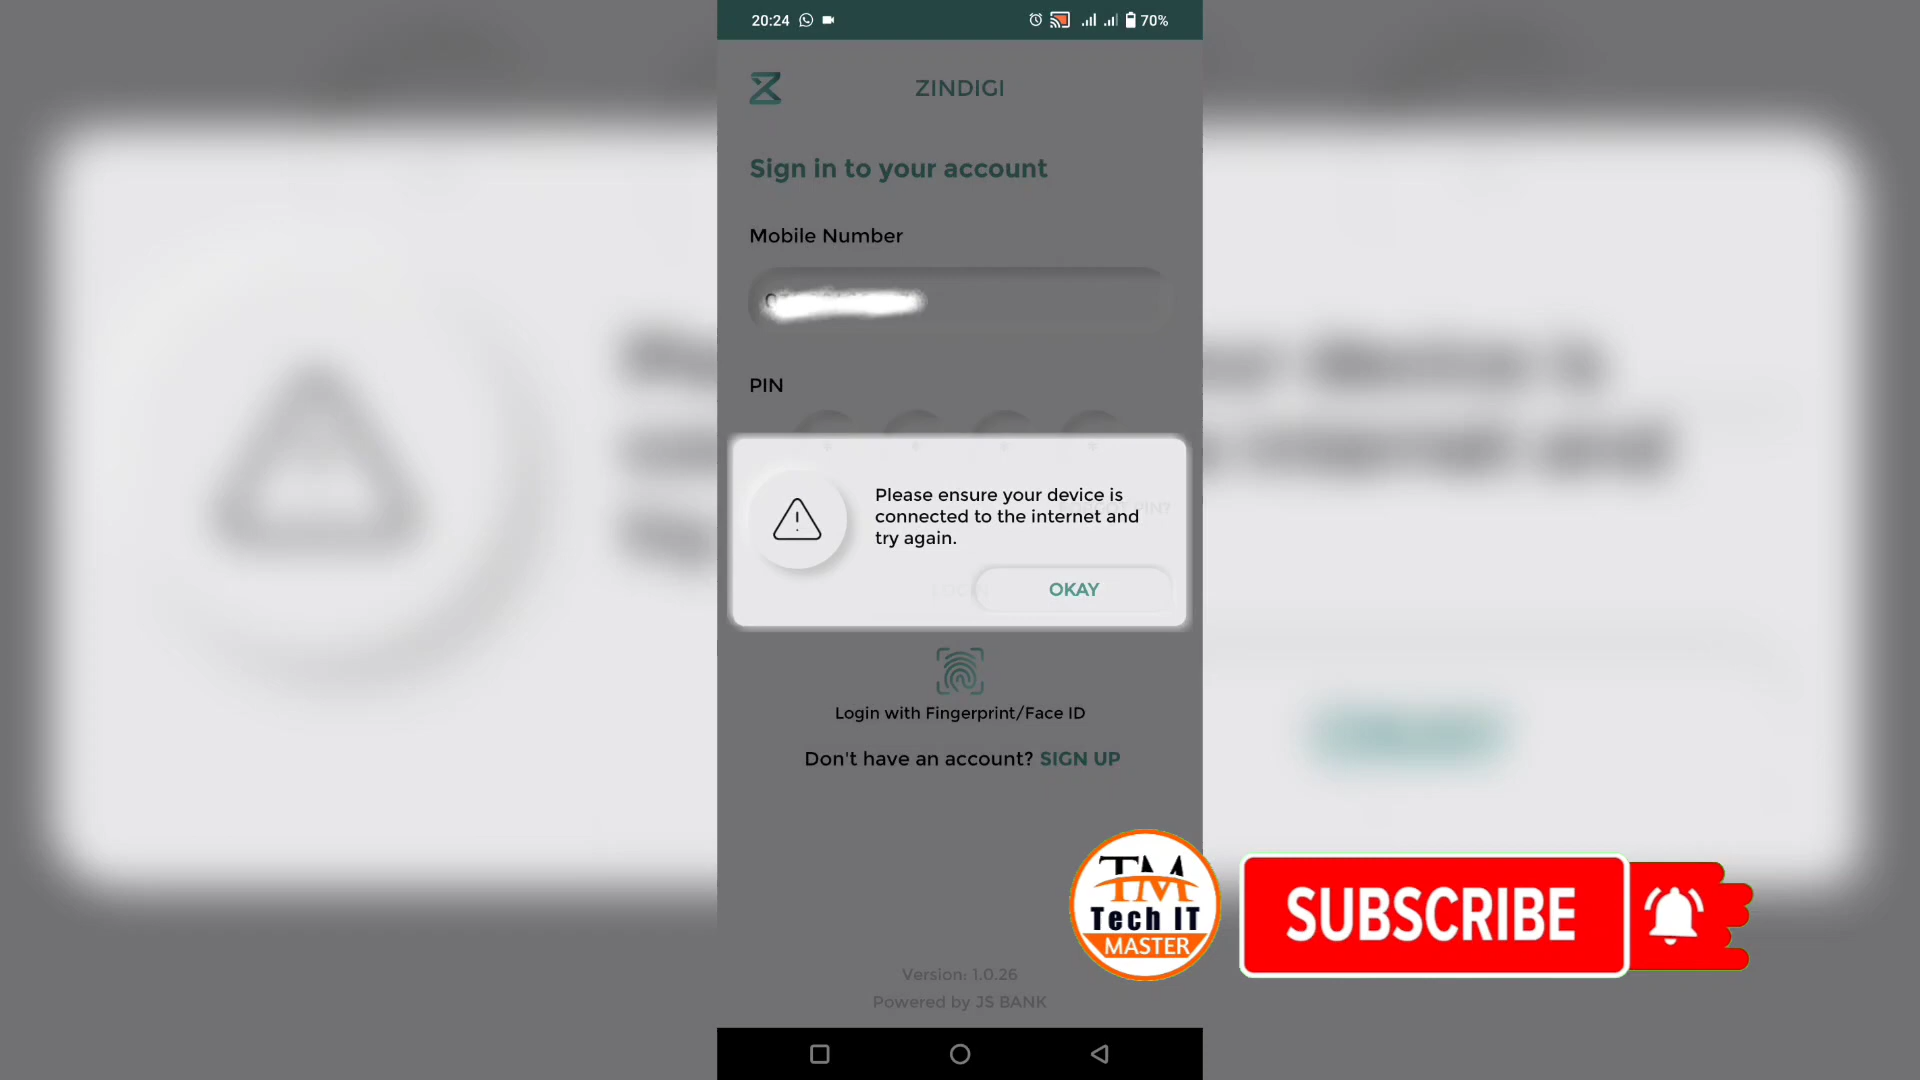 20:24
70%
ZINDIGI
Sign in to your account
Mobile Number
PIN
Please ensure your device is
connected to the internet and
try again.
PIN?
LOGIN
OKAY
Login with Fingerprint/Face ID
Don't have an account? SIGN UP
TM
Tech IT
MASTER
SUBSCRIBE
Version: 1.0.26
Powered by JS BANK